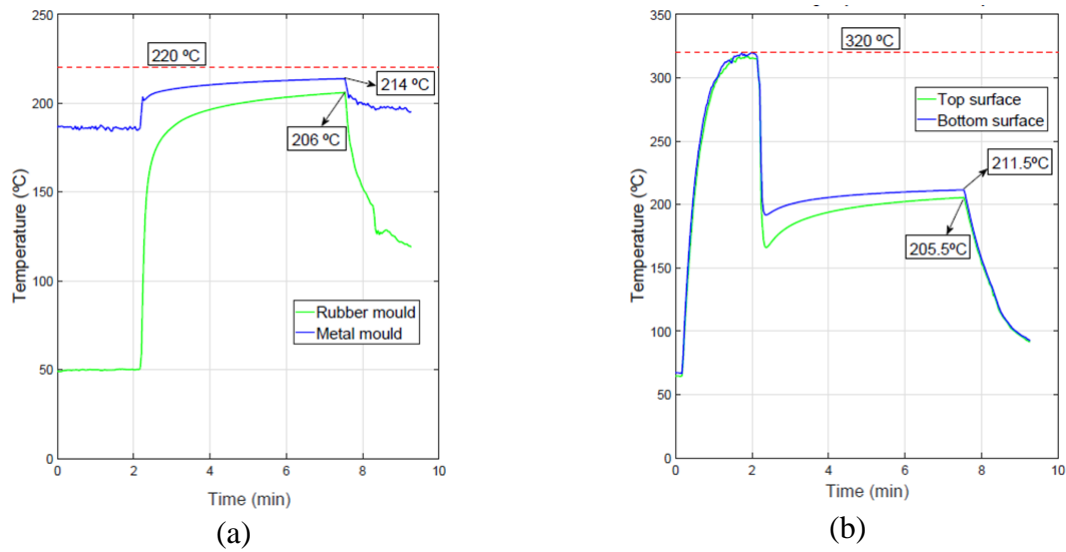 250
200
150
100
50
0
0
2
4
6
8
10
Temperature (ºC)
Time (min)
220 ºC
214 ºC
206 ºC
Rubber mould
Metal mould
(a)
350
300
250
200
150
100
50
0
0
2
4
6
8
10
Temperature (ºC)
Time (min)
320 ºC
Top surface
Bottom surface
211.5ºC
205.5ºC
(b)